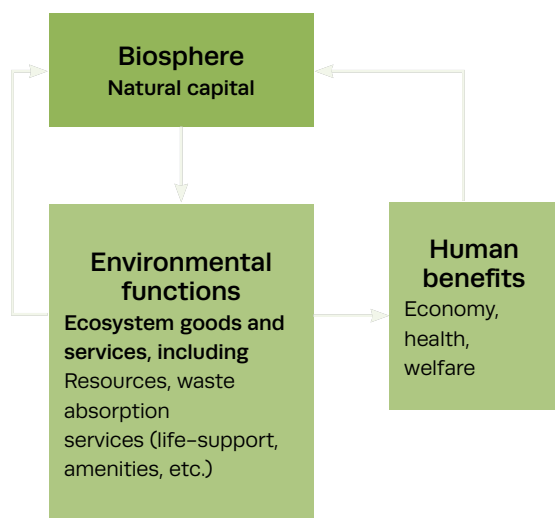 Biosphere
Natural capital
Environmental
functions
Ecosystem goods and
services, including
Resources, waste
absorption
services (life-support,
amenities, etc.)
Human
benefits
Economy,
health,
welfare